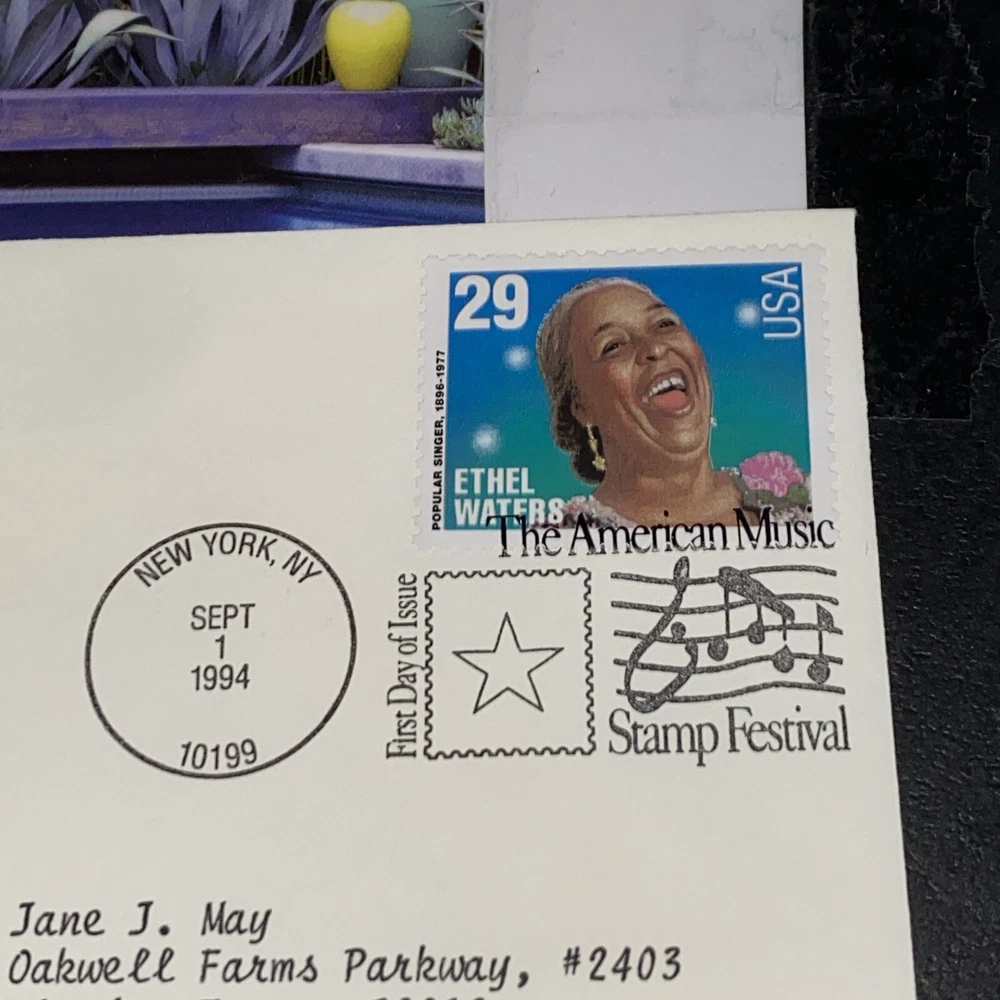 29
USA
POPULAR SINGER, 1896-1977
ETHEL
WATERS
The American Music
First Day of Issue
Stamp Festival
NEW YORK, NY
SEPT
1
1994
10199
Jane J. May
Oakwell Farms Parkway, #2403